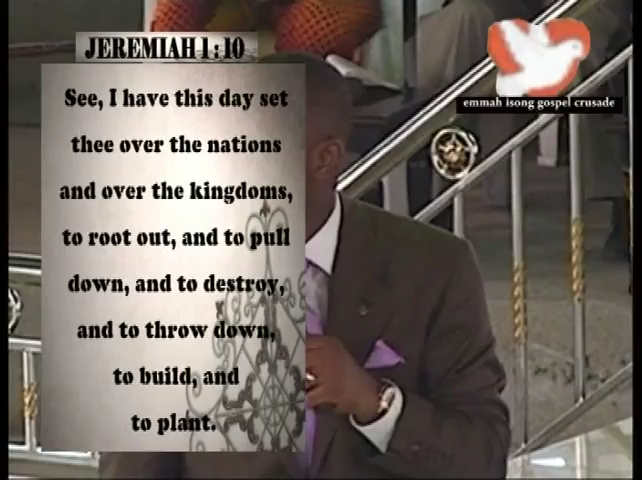 JEREMIAH 1:10
See, I have this day set
thee over the nations
and over the kingdoms,
to root out, and to pull
down, and to destroy,
and to throw down,
to build, and
to plant.
emmah isong gospel crusade